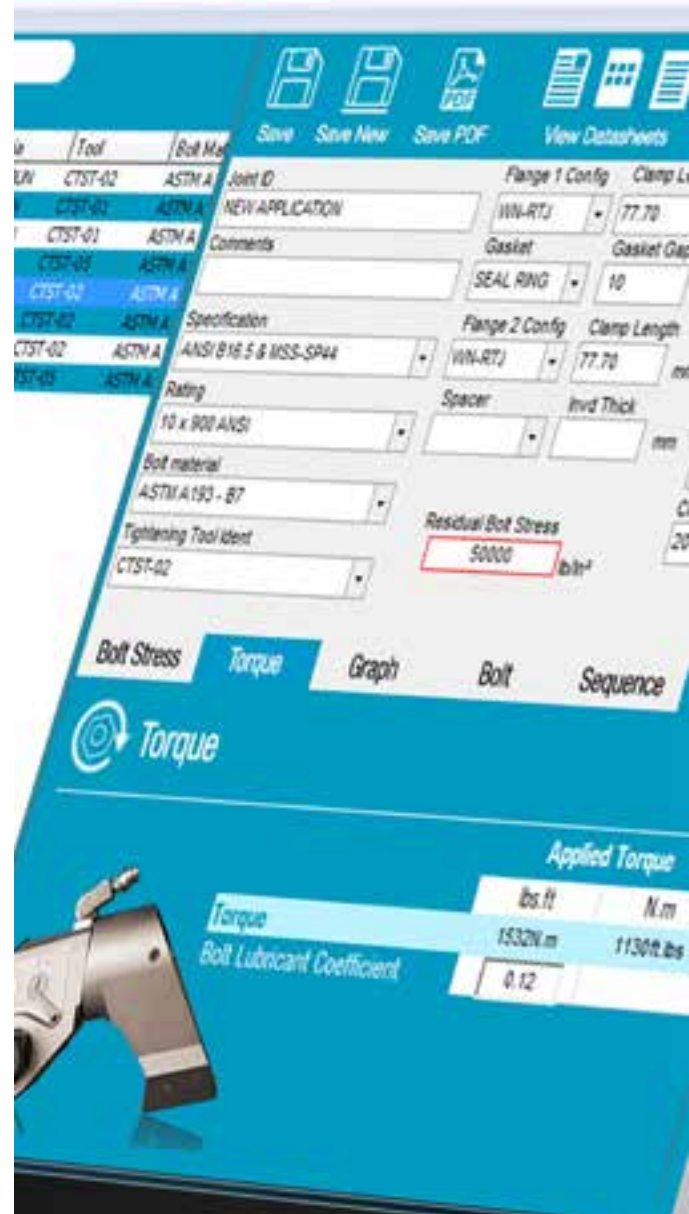 PDF
Save Save New Save PDF View Datasheets
Tool Bolt Ma
CTST-02 ASTM A
CTST-01 ASTM A
CTST-01 ASTM A
CTST-05 ASTM A
CTST-02 ASTM A
CTST-02 ASTM A
CTST-02 ASTM A
CTST-05 ASTM A
Joint ID
NEW APPLICATION
Comments
Specification
ANSI B16.5 & MSS-SP44
Rating
10 x 900 ANSI
Bolt material
ASTM A193 - B7
Tightening Tool Ident
CTST-02
Flange 1 Config Clamp Le
WN-RTJ 77.70
Gasket Gasket Gap
SEAL RING 10
Flange 2 Config Clamp Length
WN-RTJ 77.70 mm
Spacer Invd Thick
mm
Residual Bolt Stress
50000 lb/in²
20
Bolt Stress Torque Graph Bolt Sequence
Torque
Applied Torque
lbs.ft N.m
Torque 1532N.m 1130ft.lbs
Bolt Lubricant Coefficient 0.12